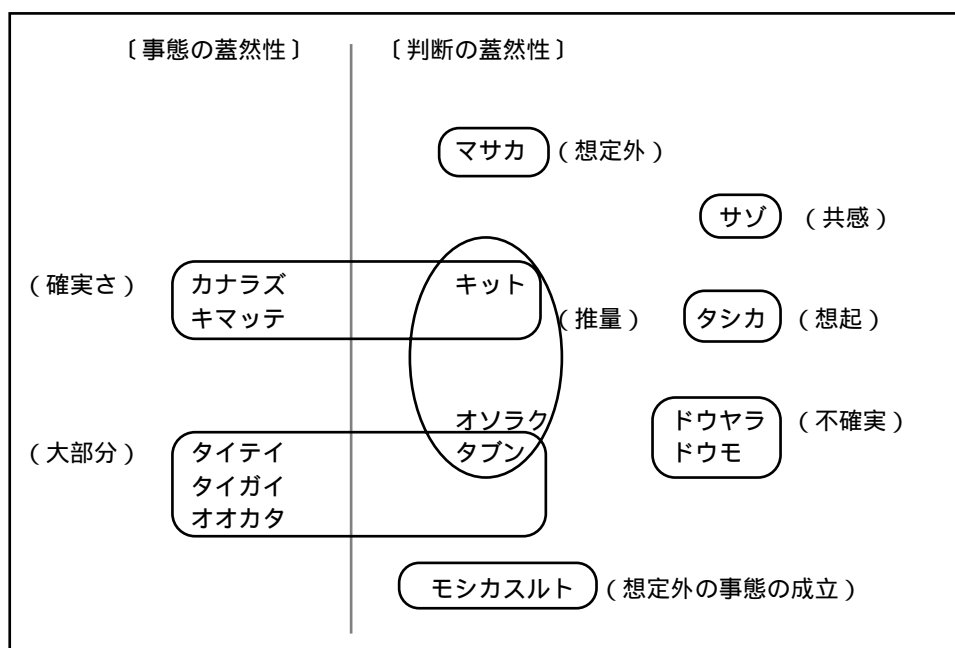 〔事態の蓋然性〕 〔判断の蓋然性〕
マサカ (想定外)
サゾ (共感)
(確実さ) カナラズ キット
キマッテ (推量) タシカ (想起)
オソラク ドウヤラ (不確実)
(大部分) タイテイ タブン ドウモ
タイガイ
オオカタ
モシカスルト (想定外の事態の成立)